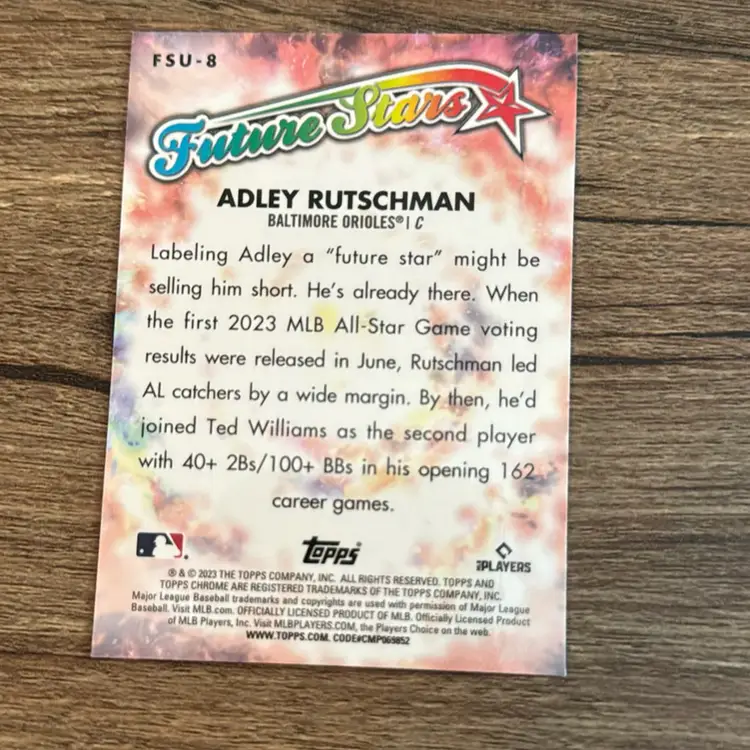 FSU-8
Future Stars
ADLEY RUTSCHMAN
BALTIMORE ORIOLES® | C
Labeling Adley a "future star" might be
selling him short. He's already there. When
the first 2023 MLB All-Star Game voting
results were released in June, Rutschman led
AL catchers by a wide margin. By then, he'd
joined Ted Williams as the second player
with 40+ 2Bs/100+ BBs in his opening 162
career games.
Topps®
PLAYERS
® & © 2023 THE TOPPS COMPANY, INC. ALL RIGHTS RESERVED. TOPPS AND
TOPPS CHROME ARE REGISTERED TRADEMARKS OF THE TOPPS COMPANY, INC.
Major League Baseball trademarks and copyrights are used with permission of Major League
Baseball. Visit MLB.com. OFFICIALLY LICENSED PRODUCT OF MLB. Officially Licensed Product
of MLB Players, Inc. Visit MLBPLAYERS.COM, the Players Choice on the web.
WWW.TOPPS.COM. CODE#CMP069852